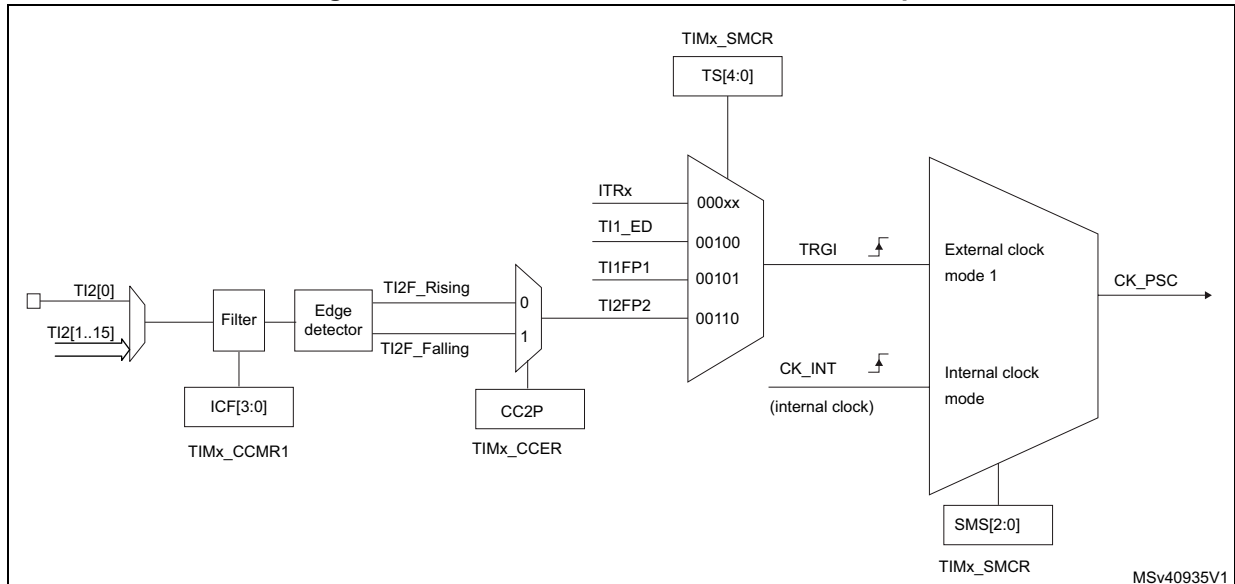 TIMx_SMCR
TS[4:0]
ITRx
000xx
TI1_ED
00100
TI1FP1
00101
TI2FP2
00110
TRGI
External clock
mode 1
CK_PSC
TI2[0]
TI2[1..15]
Filter
Edge
detector
TI2F_Rising
TI2F_Falling
0
1
CK_INT
(internal clock)
Internal clock
mode
ICF[3:0]
TIMx_CCMR1
CC2P
TIMx_CCER
SMS[2:0]
TIMx_SMCR
MSv40935V1